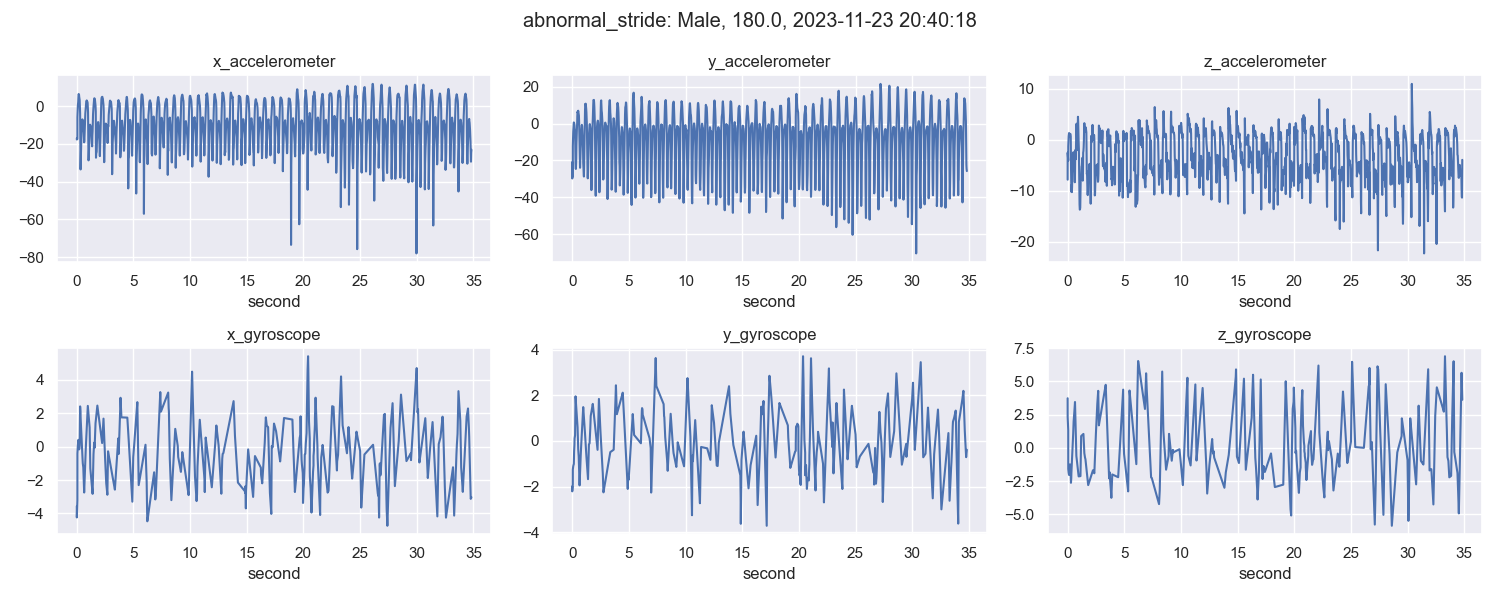 abnormal_stride: Male, 180.0, 2023-11-23 20:40:18
x_accelerometer
y_accelerometer
z_accelerometer
0
−20
−40
−60
−80
0 5 10 15 20 25 30 35
second
20
0
−20
−40
−60
0 5 10 15 20 25 30 35
second
10
0
−10
−20
0 5 10 15 20 25 30 35
second
x_gyroscope
y_gyroscope
z_gyroscope
4
2
0
−2
−4
0 5 10 15 20 25 30 35
second
4
2
0
−2
−4
0 5 10 15 20 25 30 35
second
7.5
5.0
2.5
0.0
−2.5
−5.0
0 5 10 15 20 25 30 35
second